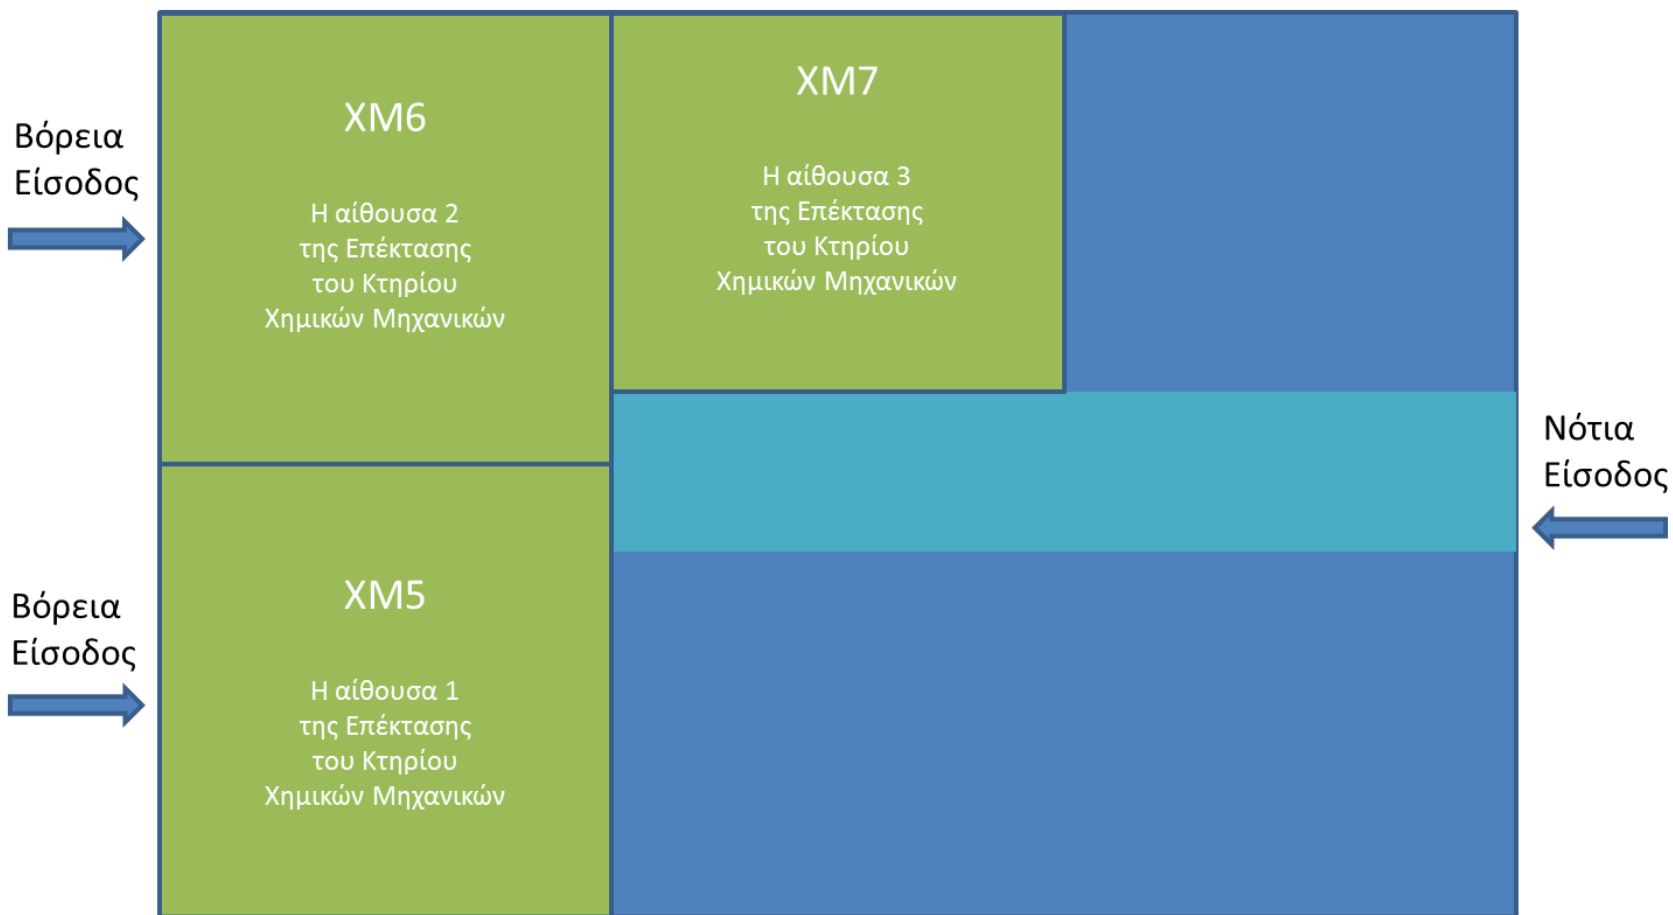 Βόρεια
Είσοδος
ΧΜ6
Η αίθουσα 2
της Επέκτασης
του Κτηρίου
Χημικών Μηχανικών
ΧΜ7
Η αίθουσα 3
της Επέκτασης
του Κτηρίου
Χημικών Μηχανικών
Νότια
Είσοδος
Βόρεια
Είσοδος
ΧΜ5
Η αίθουσα 1
της Επέκτασης
του Κτηρίου
Χημικών Μηχανικών